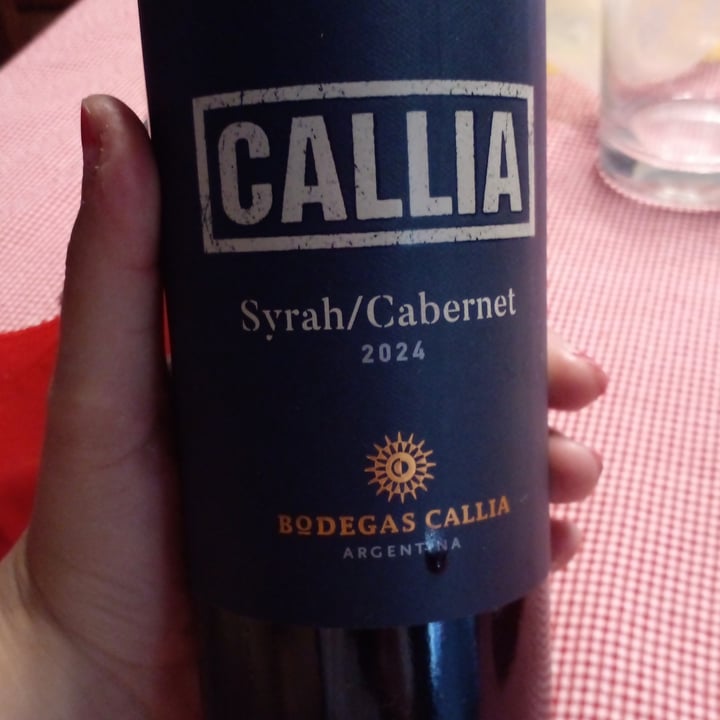 CALLIA
Syrah/Cabernet
2024
BODEGAS CALLIA
ARGENTINA